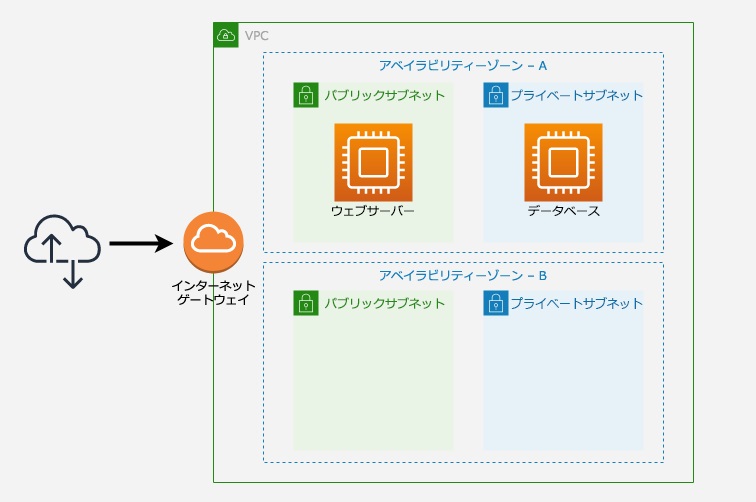 VPC
アベイラビリティーゾーン – A
パブリックサブネット
プライベートサブネット
ウェブサーバー
データベース
インターネット
ゲートウェイ
アベイラビリティーゾーン – B
パブリックサブネット
プライベートサブネット